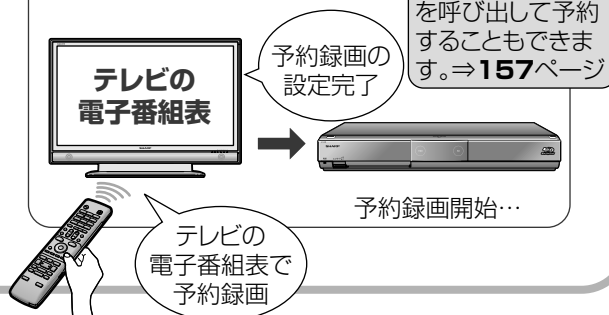 を呼び出して予約
することもできま
す。⇒157ページ
予約録画の
設定完了
テレビの
電子番組表
予約録画開始…
テレビの
電子番組表で
予約録画